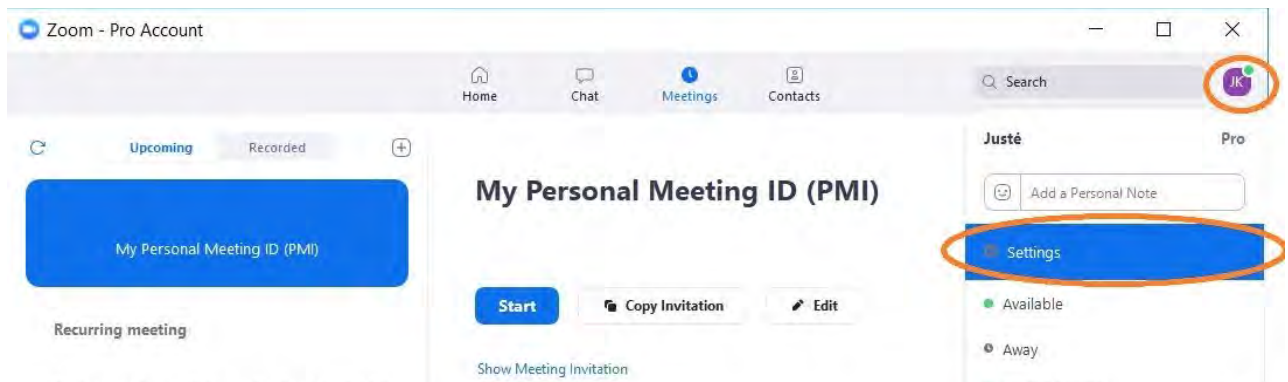 Zoom - Pro Account
Home Chat Meetings Contacts
Search
JK
Upcoming Recorded
My Personal Meeting ID (PMI)
Recurring meeting
My Personal Meeting ID (PMI)
Start Copy Invitation Edit
Show Meeting Invitation
Justė Pro
Add a Personal Note
Settings
Available
Away